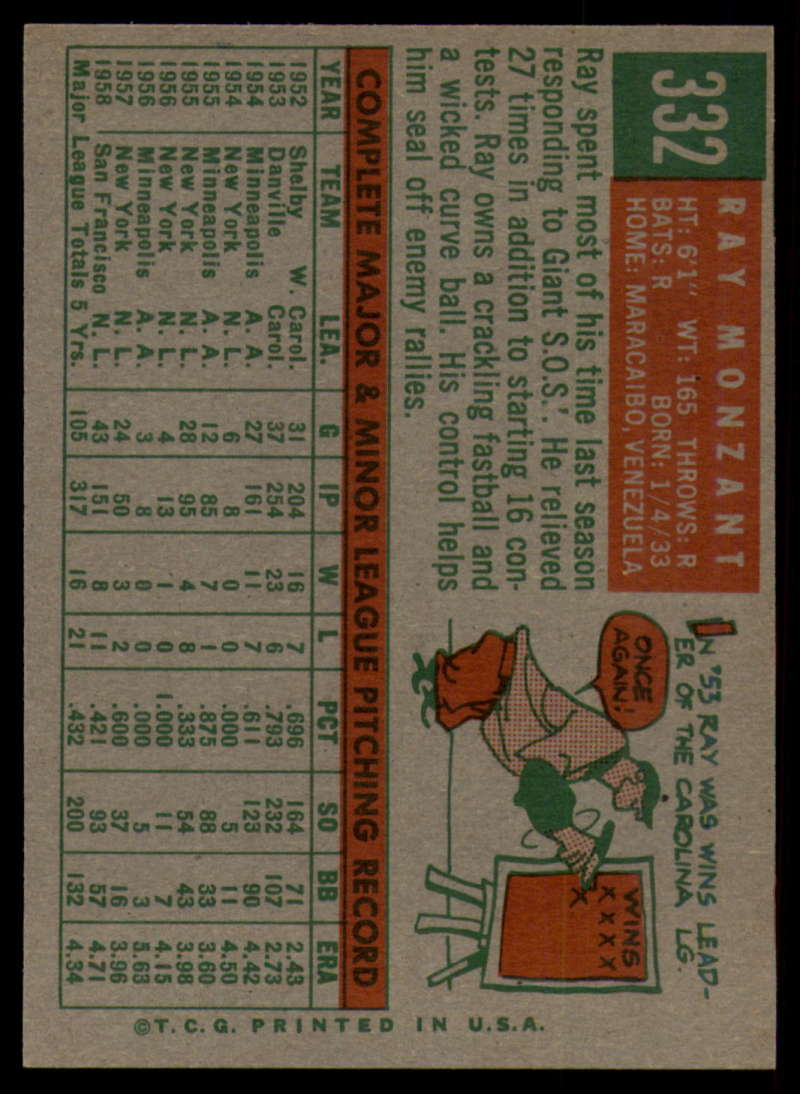 332
RAY MONZANT
HT: 6'1" WT: 165 THROWS: R
BATS: R BORN: 1/4/33
HOME: MARACAIBO, VENEZUELA
Ray spent most of his time last season
responding to Giant S.O.S.'. He relieved
27 times in addition to starting 16 con-
tests. Ray owns a crackling fastball and
a wicked curve ball. His control helps
him seal off enemy rallies.
IN '53 RAY WAS WINS LEAD-
ER OF THE CAROLINA LG.
ONCE
AGAIN!
WINS
X X X X
X
COMPLETE MAJOR & MINOR LEAGUE PITCHING RECORD
YEAR TEAM LEA. G IP W L PCT SO BB ERA
1952 Shelby W. Carol. 31 204 16 7 .696 164 71 2.43
1953 Danville Carol. 37 254 23 6 .793 232 107 2.73
1954 Minneapolis A. A. 27 161 11 7 .611 123 90 4.42
1954 New York N. L. 6 8 0 0 .000 5 11 4.50
1955 Minneapolis A. A. 12 85 7 1 .875 88 33 3.60
1955 New York N. L. 28 95 4 8 .333 54 43 3.98
1956 New York N. L. 4 13 1 0 1.000 11 7 4.15
1956 Minneapolis A. A. 3 8 0 0 .000 5 3 5.63
1957 New York N. L. 24 50 3 2 .600 37 16 3.96
1958 San Francisco N. L. 43 151 8 11 .421 93 57 4.71
Major League Totals 5 Yrs. 105 317 16 21 .432 200 132 4.34
©T.C.G. PRINTED IN U.S.A.